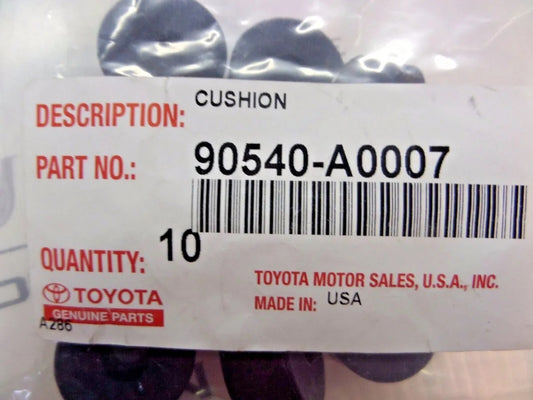 DESCRIPTION: CUSHION
PART NO.: 90540-A0007
QUANTITY: 10
TOYOTA MOTOR SALES, U.S.A., INC.
MADE IN: USA
TOYOTA
GENUINE PARTS
A286